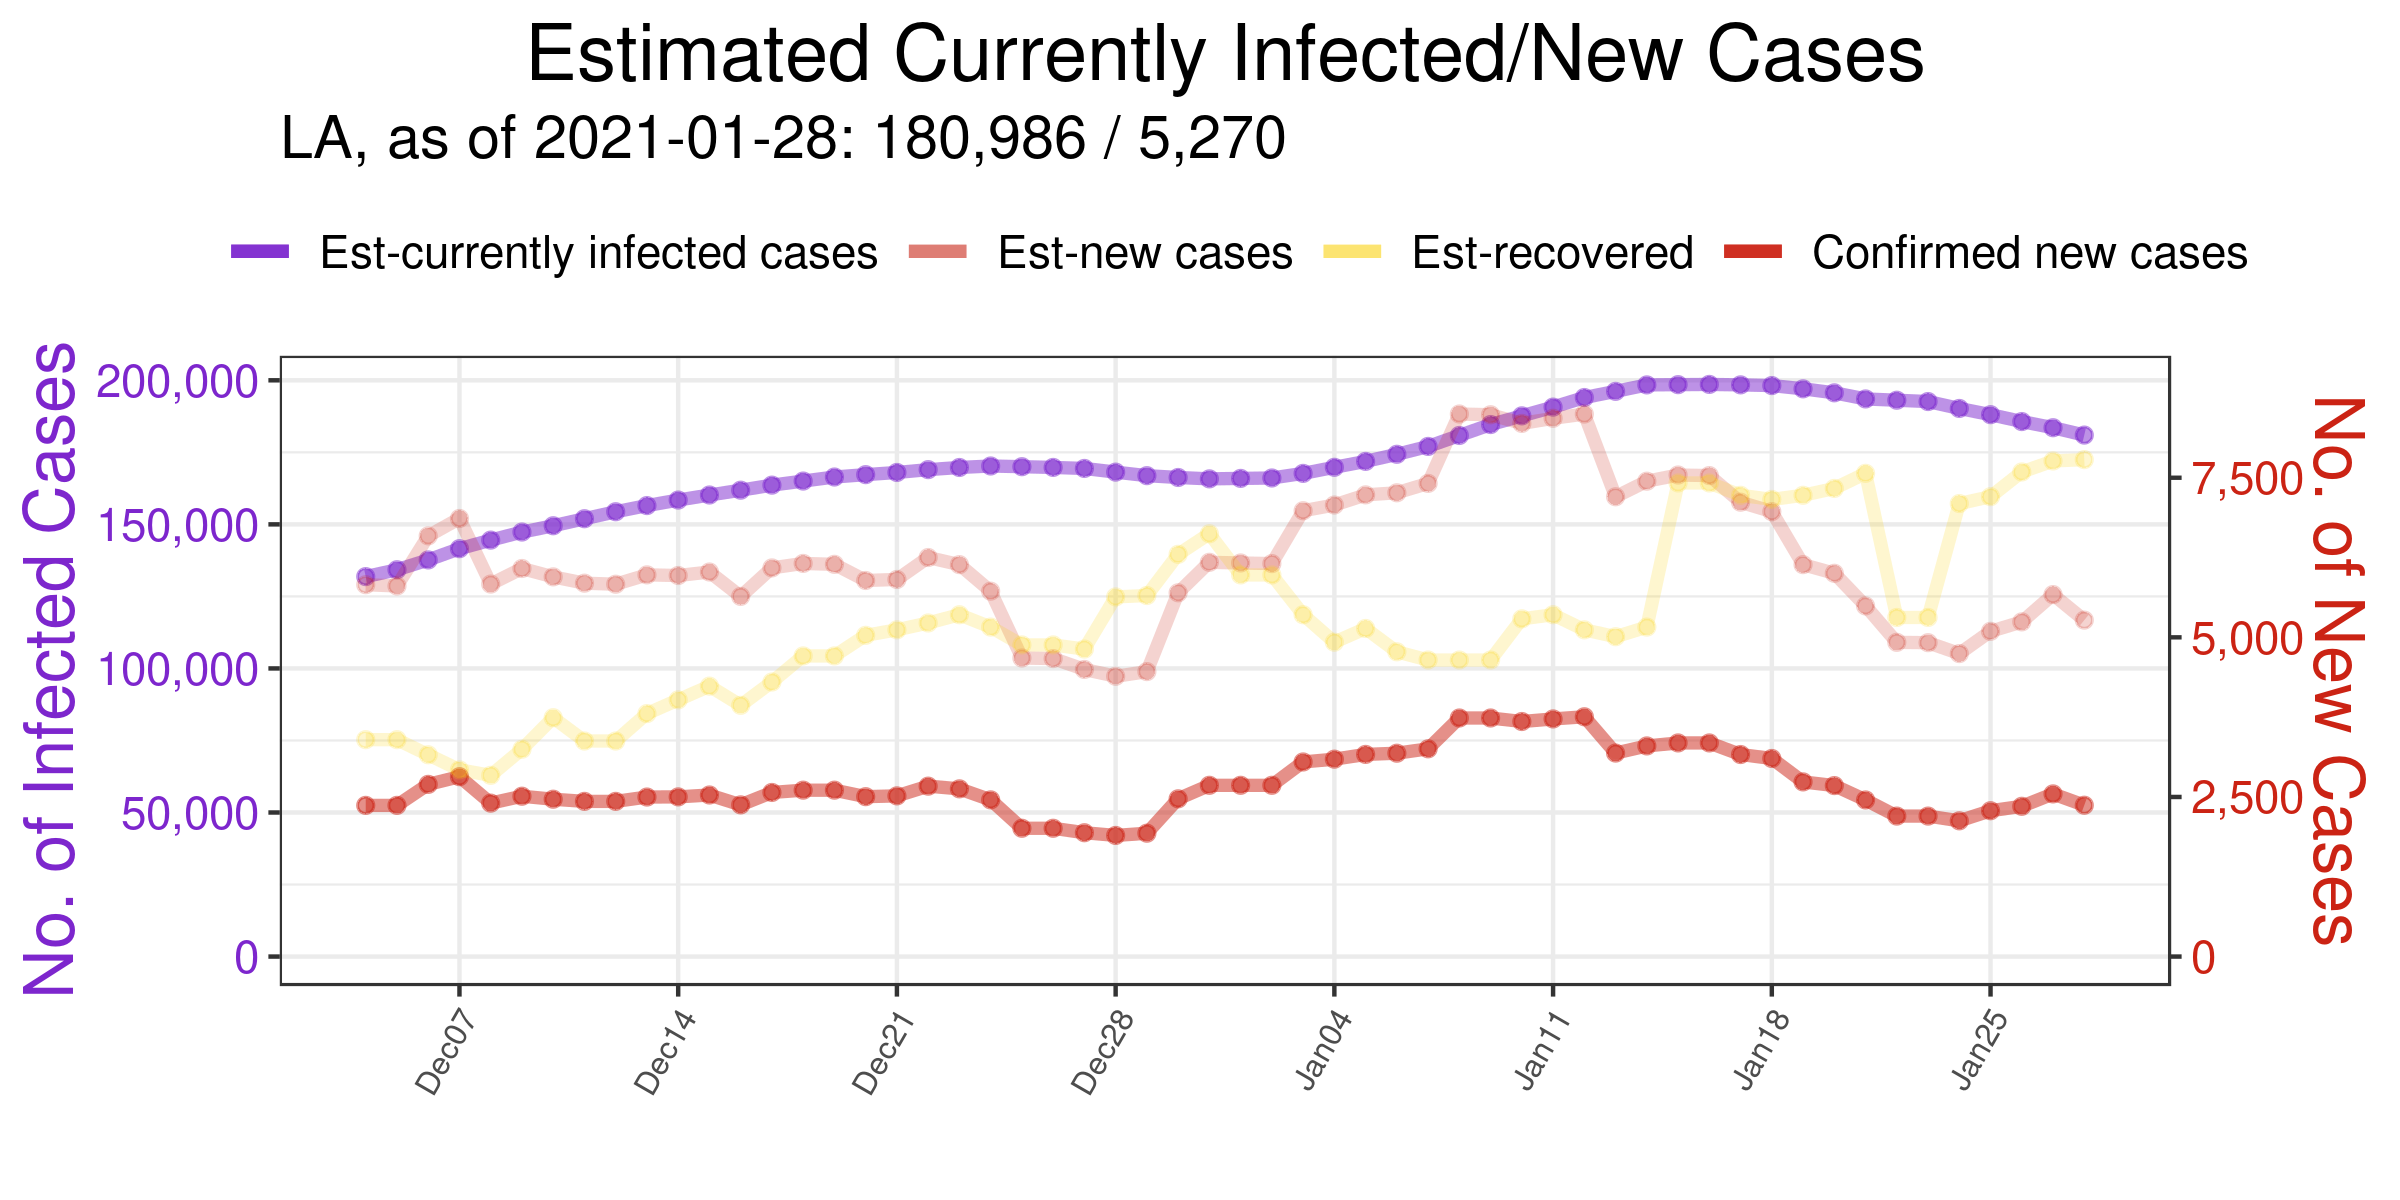 Estimated Currently Infected/New Cases
LA, as of 2021-01-28: 180,986 / 5,270
Est-currently infected cases Est-new cases Est-recovered Confirmed new cases
No. of Infected Cases
200,000
150,000
100,000
50,000
0
7,500
5,000
2,500
0
No. of New Cases
Dec07 Dec14 Dec21 Dec28 Jan04 Jan11 Jan18 Jan25